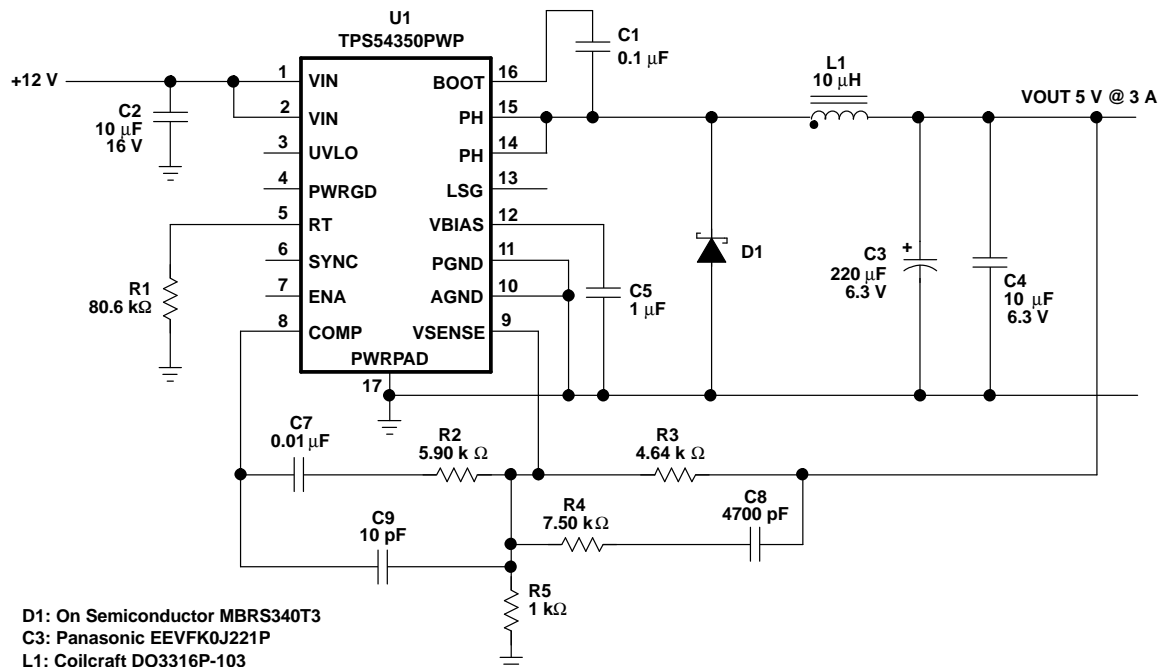 U1
TPS54350PWP
+12 V
C2
10 μF
16 V
1 VIN
2 VIN
3 UVLO
4 PWRGD
5 RT
6 SYNC
7 ENA
8 COMP
BOOT 16
PH 15
PH 14
LSG 13
VBIAS 12
PGND 11
AGND 10
VSENSE 9
PWRPAD
17
C1
0.1 μF
L1
10 μH
VOUT 5 V @ 3 A
R1
80.6 kΩ
C5
1 μF
D1
+
C3
220 μF
6.3 V
C4
10 μF
6.3 V
C7
0.01 μF
R2
5.90 k Ω
R3
4.64 k Ω
R4
7.50 k Ω
C8
4700 pF
C9
10 pF
R5
1 kΩ
D1: On Semiconductor MBRS340T3
C3: Panasonic EEVFK0J221P
L1: Coilcraft DO3316P-103